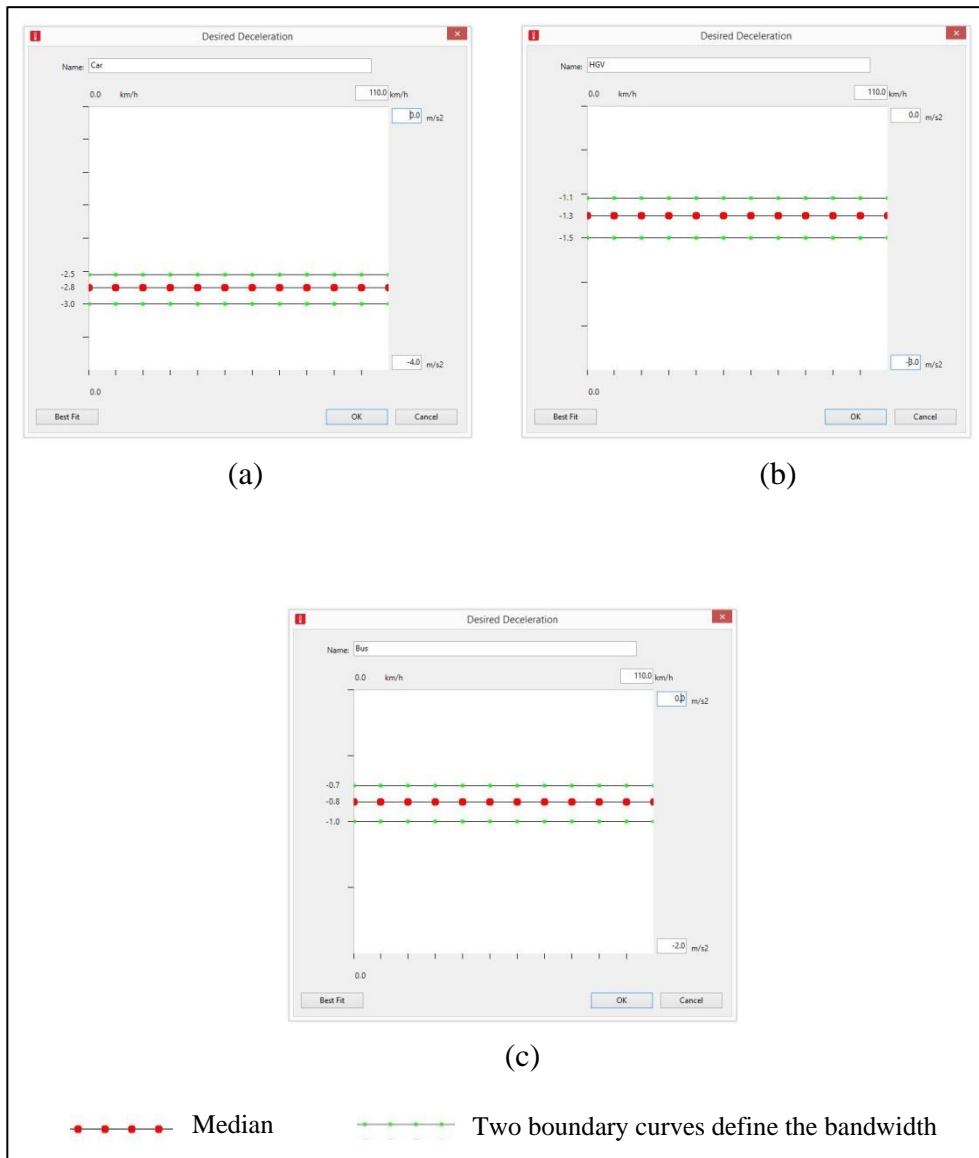 Desired Deceleration
Name: Car
0.0 km/h 110.0 km/h
0.0 m/s2
-2.5
-2.8
-3.0
-4.0 m/s2
0.0
Best Fit OK Cancel
(a)
Desired Deceleration
Name: HGV
0.0 km/h 110.0 km/h
0.0 m/s2
-1.1
-1.3
-1.5
-3.0 m/s2
0.0
Best Fit OK Cancel
(b)
Desired Deceleration
Name: Bus
0.0 km/h 110.0 km/h
0.0 m/s2
-0.7
-0.8
-1.0
-2.0 m/s2
0.0
Best Fit OK Cancel
(c)
Median
Two boundary curves define the bandwidth